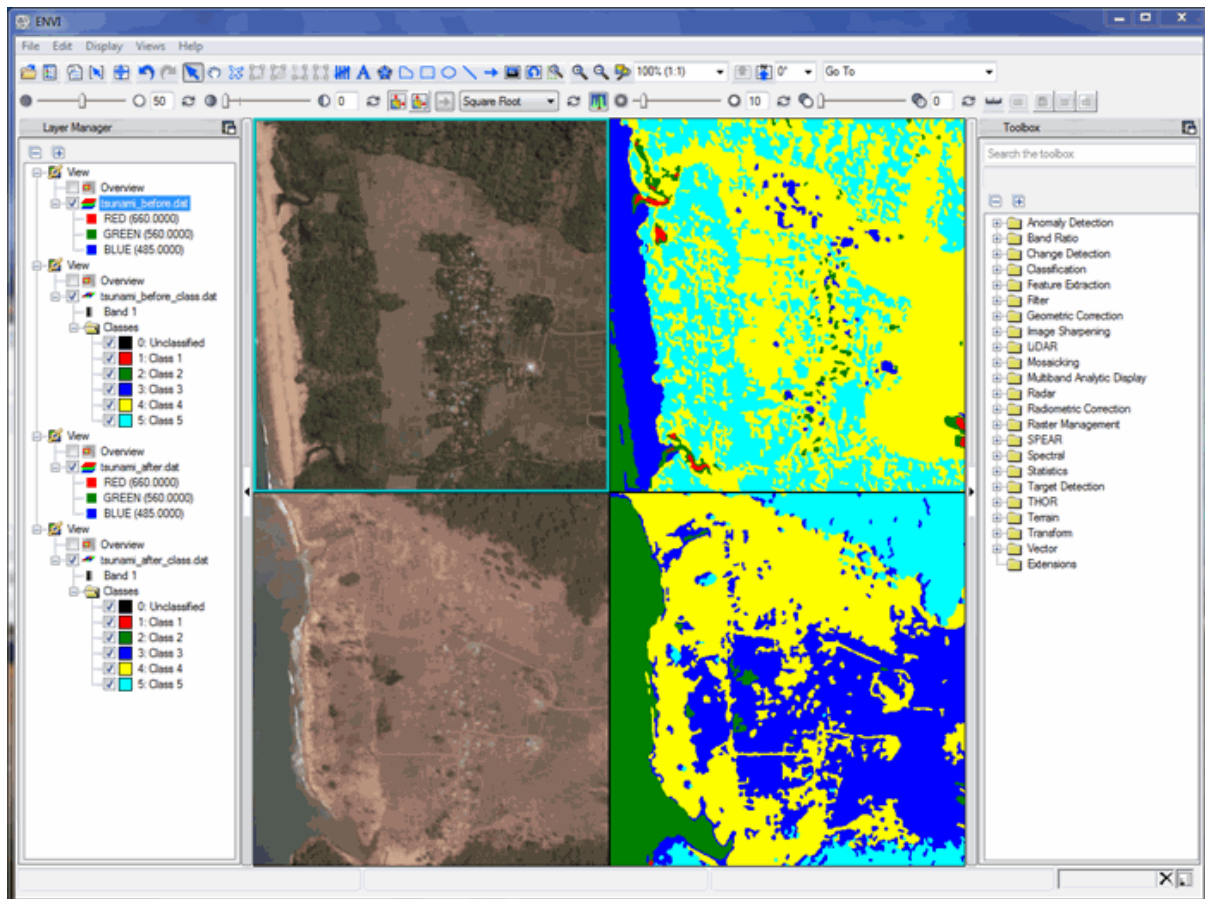 ENVI
File Edit Display Views Help
100% (1:1) 0° Go To
50 0 Square Root 10 0
Layer Manager
View
Overview
tsunami_before.dat
RED (660.0000)
GREEN (560.0000)
BLUE (485.0000)
View
Overview
tsunami_before_class.dat
Band 1
Classes
0: Unclassified
1: Class 1
2: Class 2
3: Class 3
4: Class 4
5: Class 5
View
Overview
tsunami_after.dat
RED (660.0000)
GREEN (560.0000)
BLUE (485.0000)
View
Overview
tsunami_after_class.dat
Band 1
Classes
0: Unclassified
1: Class 1
2: Class 2
3: Class 3
4: Class 4
5: Class 5
Toolbox
Search the toolbox
Anomaly Detection
Band Ratio
Change Detection
Classification
Feature Extraction
Filter
Geometric Correction
Image Sharpening
LiDAR
Mosaicking
Multiband Analytic Display
Radar
Radiometric Correction
Raster Management
SPEAR
Spectral
Statistics
Target Detection
THOR
Terrain
Transform
Vector
Extensions